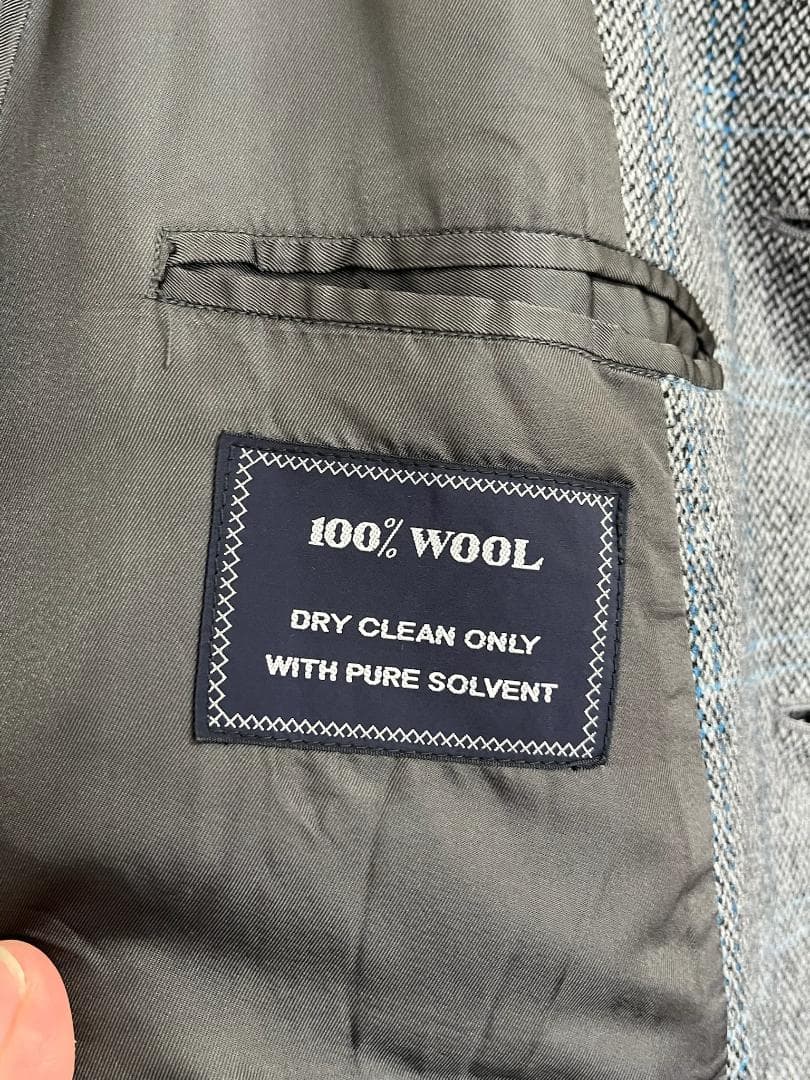 100% WOOL
DRY CLEAN ONLY
WITH PURE SOLVENT